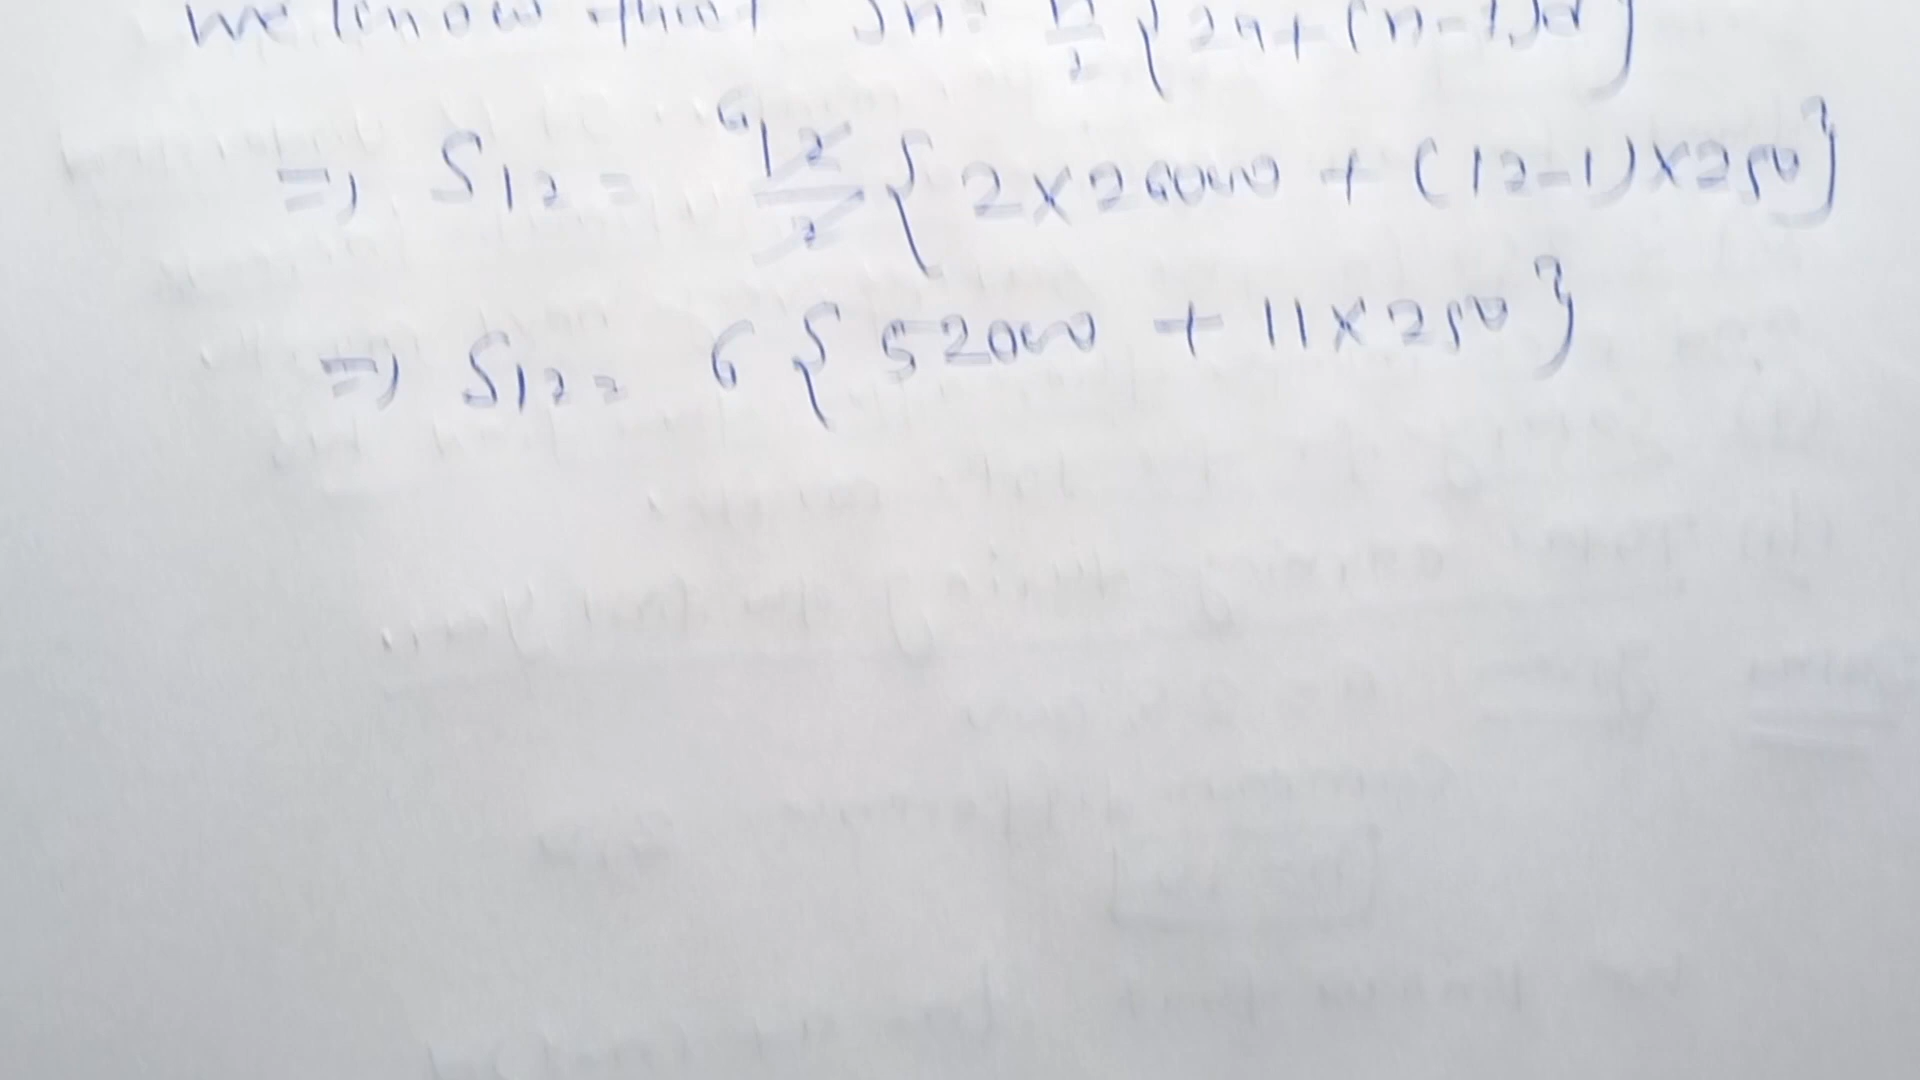 we know that Sn = n/2 {2a + (n-1)d}
=> S12 = 6 12/2 {2 x 26000 + (12-1) x 250}
=> S12 = 6 {52000 + 11 x 250}